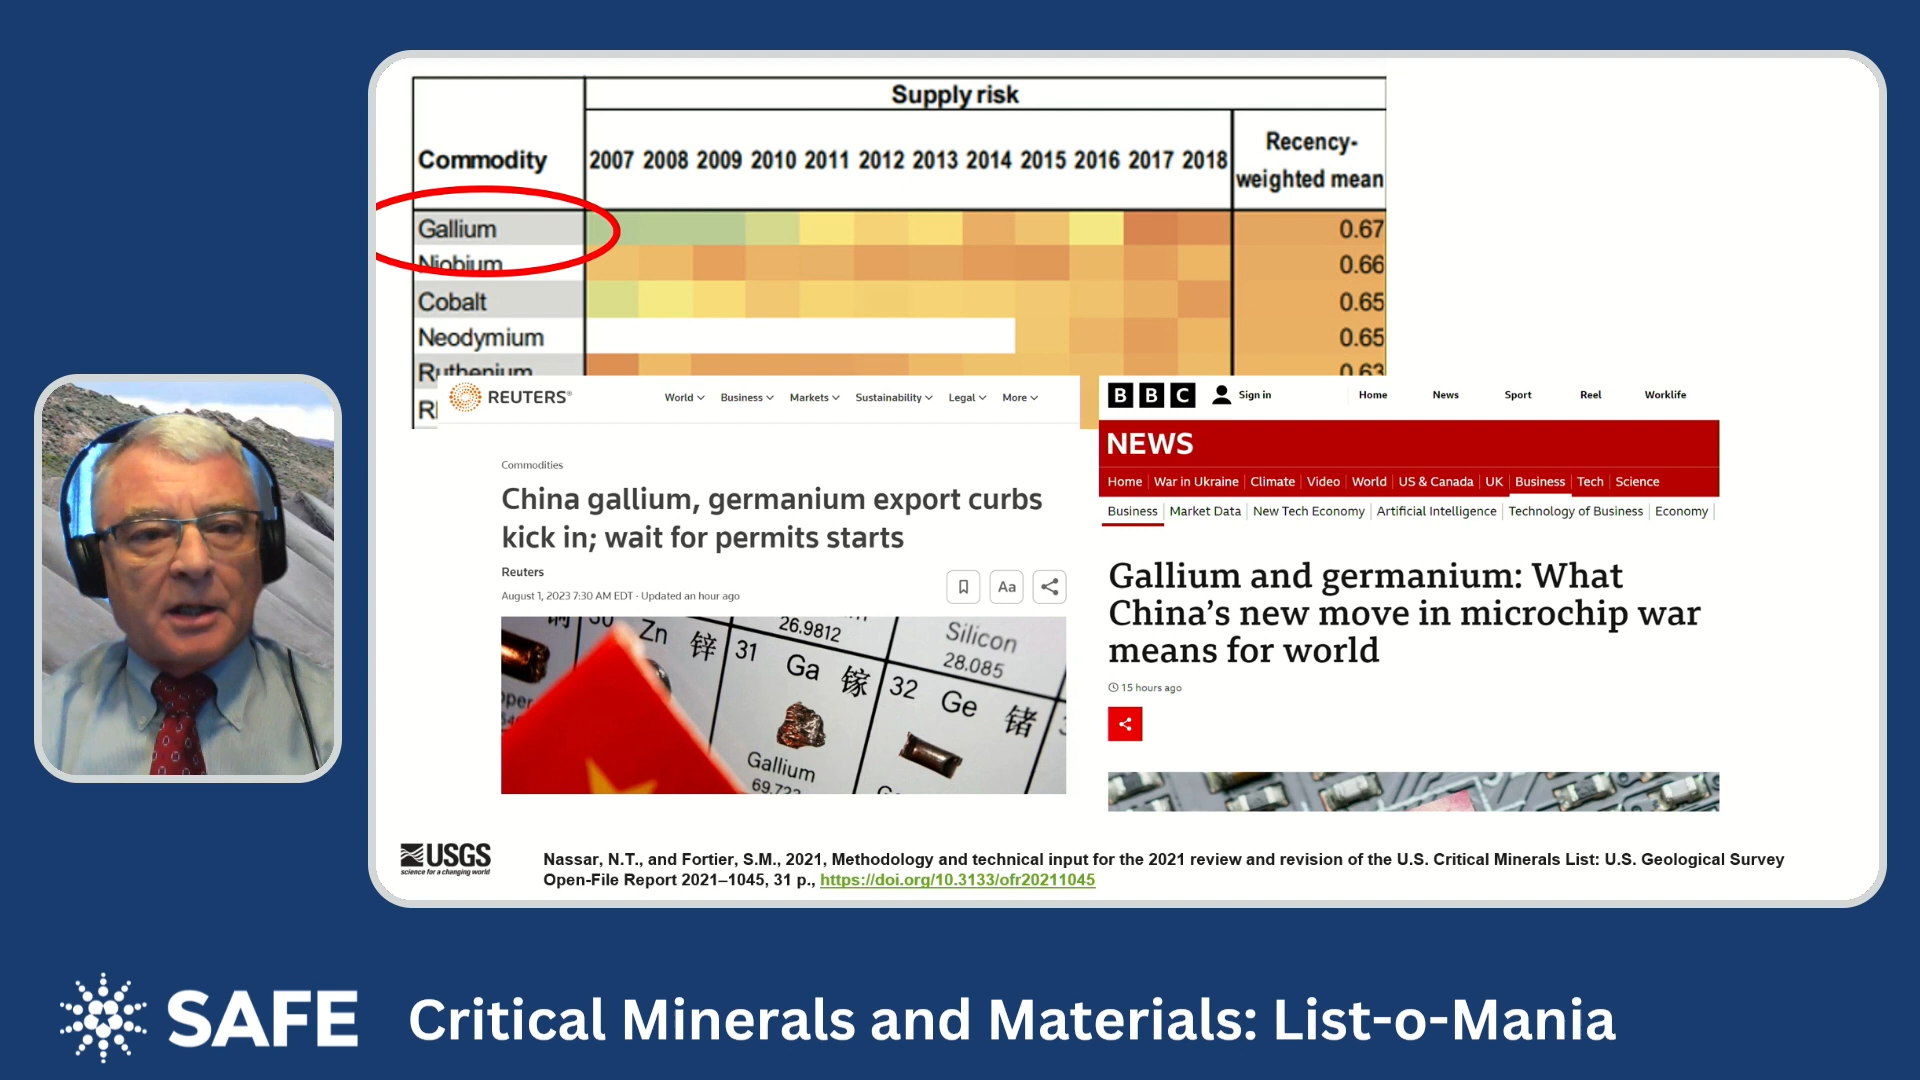 Supply risk
Commodity
2007 2008 2009 2010 2011 2012 2013 2014 2015 2016 2017 2018
Recency-
weighted mean
Gallium 0.67
Niobium 0.66
Cobalt 0.65
Neodymium 0.65
Ruthenium 0.63
REUTERS®
World Business Markets Sustainability Legal More
Commodities
China gallium, germanium export curbs
kick in; wait for permits starts
Reuters
August 1, 2023 7:30 AM EDT · Updated an hour ago
Aa
30 Zn 锌
26.9812
31 Ga 镓
Gallium
69.723
Silicon
28.085
32 Ge 锗
BBC Sign in Home News Sport Reel Worklife
NEWS
Home War in Ukraine Climate Video World US & Canada UK Business Tech Science
Business Market Data New Tech Economy Artificial Intelligence Technology of Business Economy
Gallium and germanium: What
China's new move in microchip war
means for world
15 hours ago
USGS
science for a changing world
Nassar, N.T., and Fortier, S.M., 2021, Methodology and technical input for the 2021 review and revision of the U.S. Critical Minerals List: U.S. Geological Survey
Open-File Report 2021–1045, 31 p., https://doi.org/10.3133/ofr20211045
SAFE
Critical Minerals and Materials: List-o-Mania